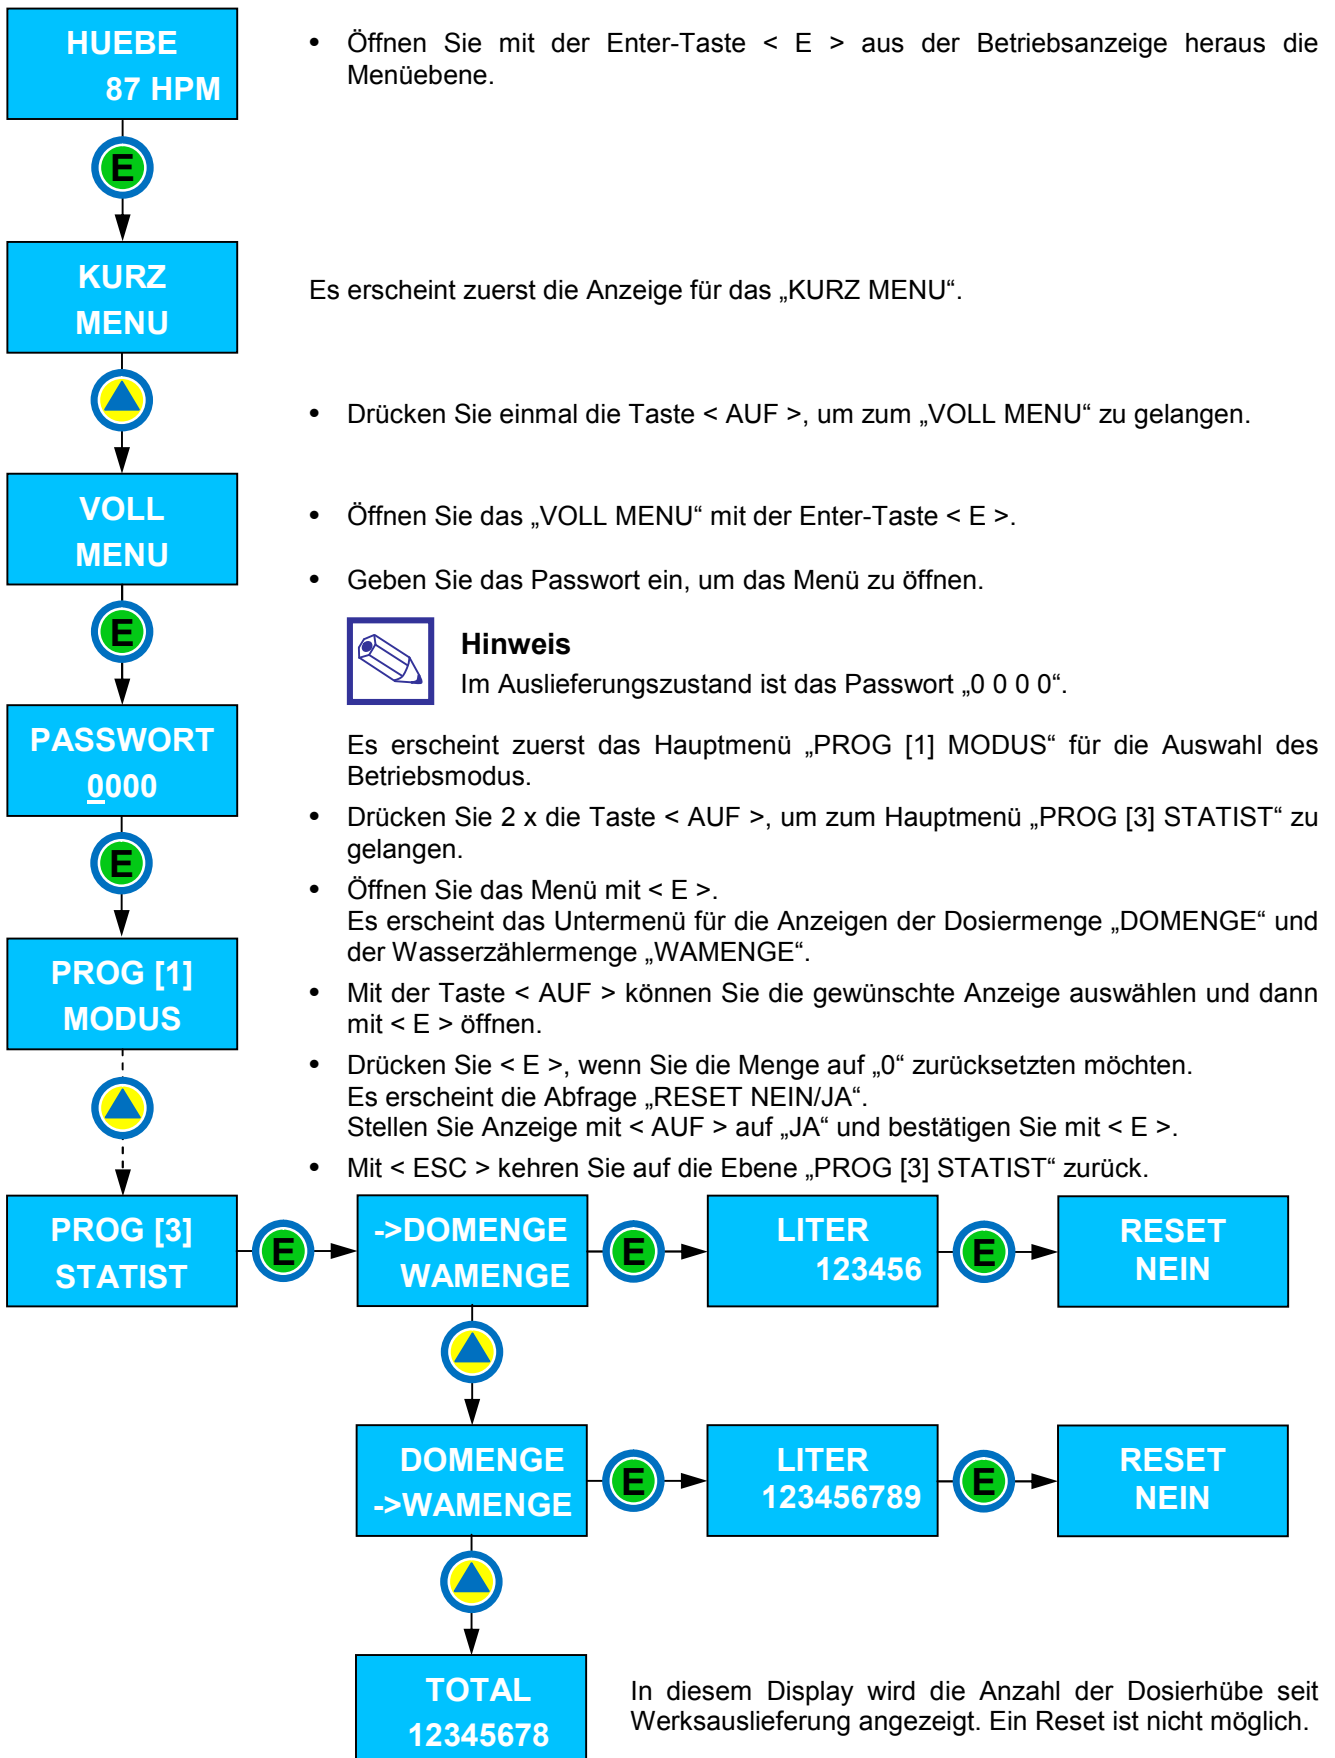 HUEBE
87 HPM
• Öffnen Sie mit der Enter-Taste < E > aus der Betriebsanzeige heraus die
Menüebene.
E
KURZ
MENU
Es erscheint zuerst die Anzeige für das „KURZ MENU“.
• Drücken Sie einmal die Taste < AUF >, um zum „VOLL MENU“ zu gelangen.
VOLL
MENU
• Öffnen Sie das „VOLL MENU“ mit der Enter-Taste < E >.
• Geben Sie das Passwort ein, um das Menü zu öffnen.
E
Hinweis
Im Auslieferungszustand ist das Passwort „0 0 0 0“.
PASSWORT
0000
Es erscheint zuerst das Hauptmenü „PROG [1] MODUS“ für die Auswahl des
Betriebsmodus.
• Drücken Sie 2 x die Taste < AUF >, um zum Hauptmenü „PROG [3] STATIST“ zu
gelangen.
E
• Öffnen Sie das Menü mit < E >.
Es erscheint das Untermenü für die Anzeigen der Dosiermenge „DOMENGE“ und
der Wasserzählermenge „WAMENGE“.
PROG [1]
MODUS
• Mit der Taste < AUF > können Sie die gewünschte Anzeige auswählen und dann
mit < E > öffnen.
• Drücken Sie < E >, wenn Sie die Menge auf „0“ zurücksetzten möchten.
Es erscheint die Abfrage „RESET NEIN/JA“.
Stellen Sie Anzeige mit < AUF > auf „JA“ und bestätigen Sie mit < E >.
• Mit < ESC > kehren Sie auf die Ebene „PROG [3] STATIST“ zurück.
PROG [3]
STATIST
E
->DOMENGE
WAMENGE
E
LITER
123456
E
RESET
NEIN
DOMENGE
->WAMENGE
E
LITER
123456789
E
RESET
NEIN
TOTAL
12345678
In diesem Display wird die Anzahl der Dosierhübe seit
Werksauslieferung angezeigt. Ein Reset ist nicht möglich.